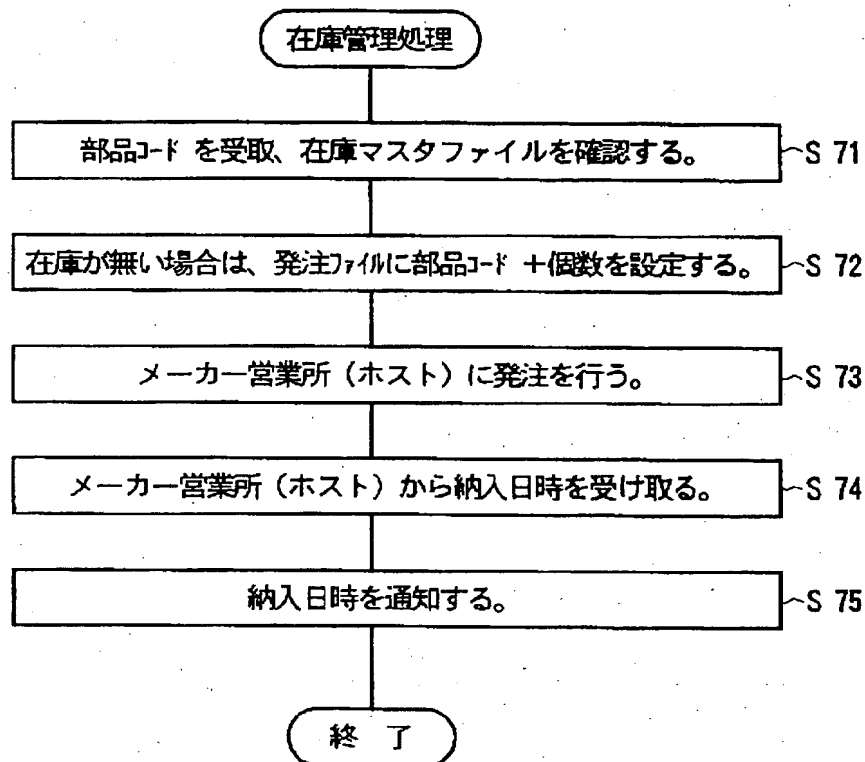 在庫管理処理
部品ｺｰﾄﾞ を受取、在庫マスタファイルを確認する。 S 71
在庫が無い場合は、発注ﾌｧｲﾙに部品ｺｰﾄﾞ +個数を設定する。 S 72
メーカー営業所(ホスト)に発注を行う。 S 73
メーカー営業所(ホスト)から納入日時を受け取る。 S 74
納入日時を通知する。 S 75
終 了